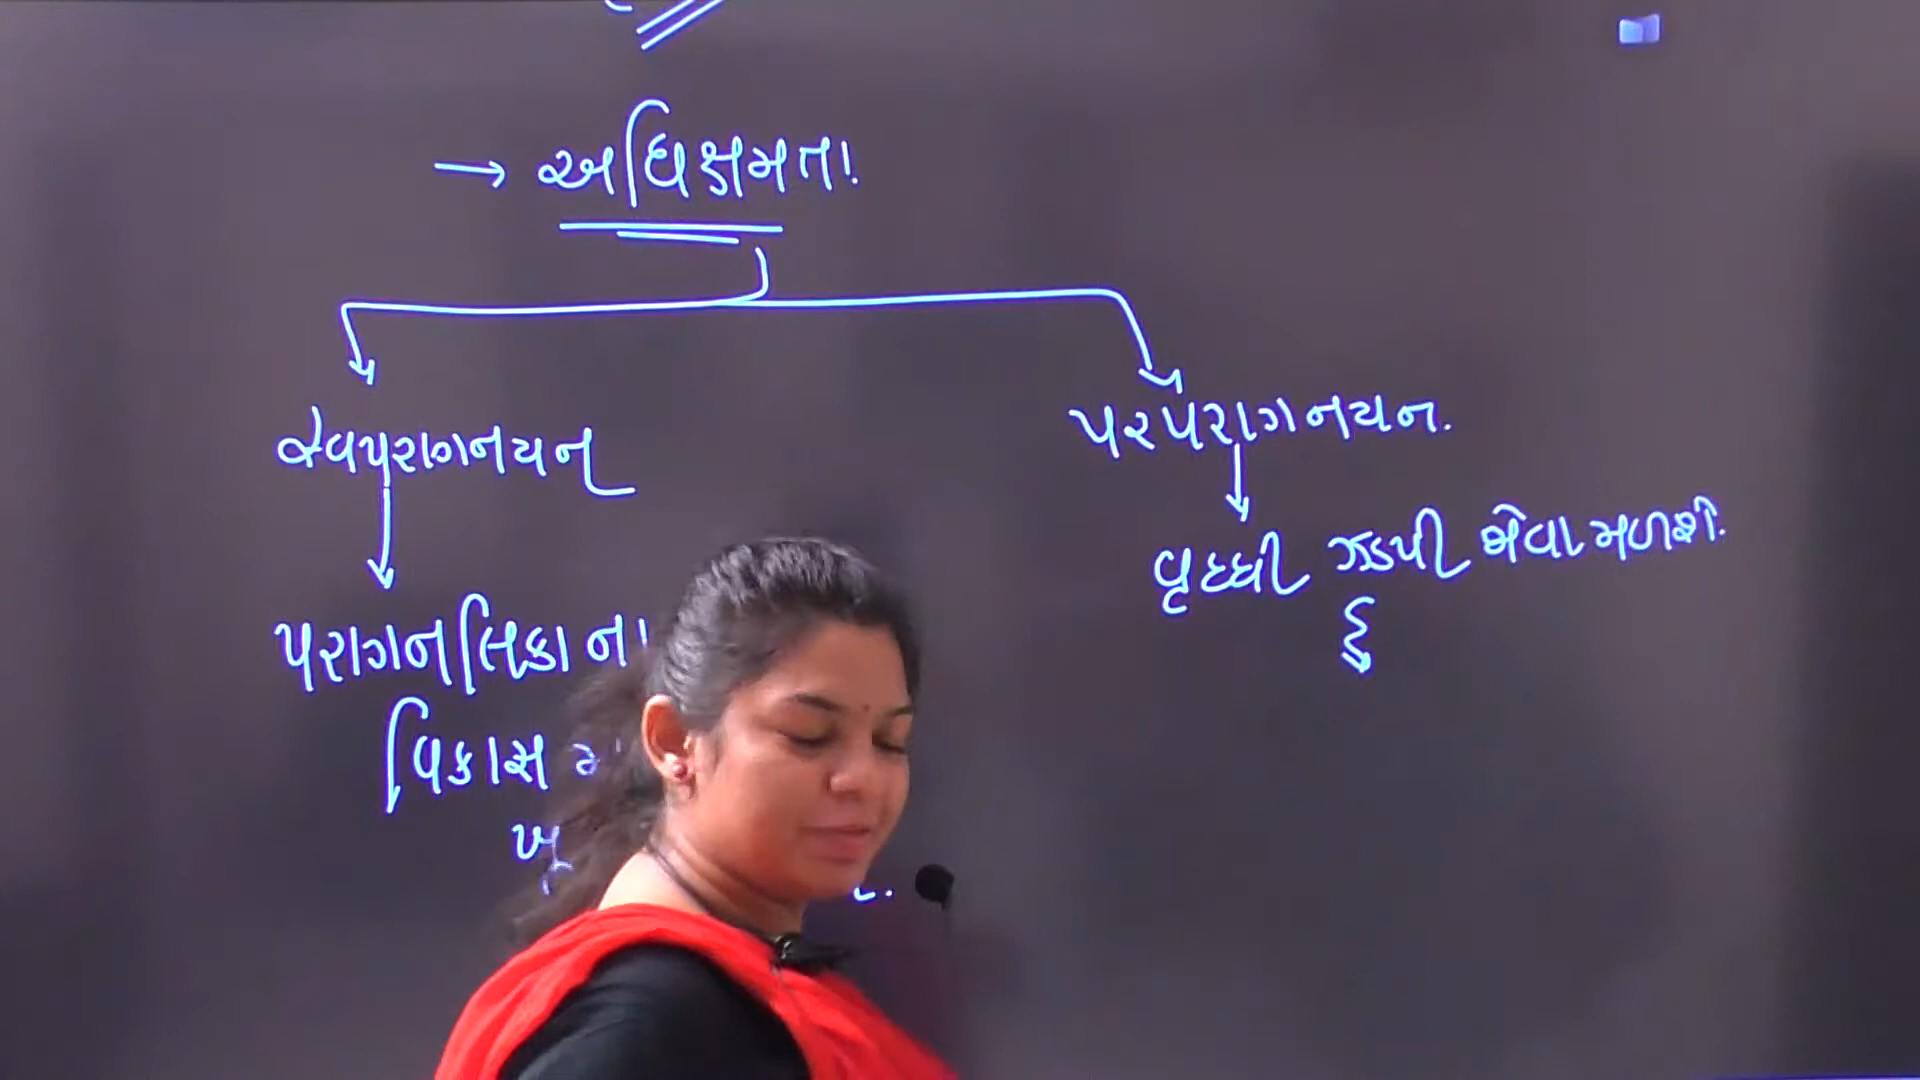 → અધિક્ષમતા
સ્વપરાગનયન
પરપરાગનયન.
વૃધ્ધી ઝડપી જોવા મળશે.
પરાગનલિકાના
વિકાસ